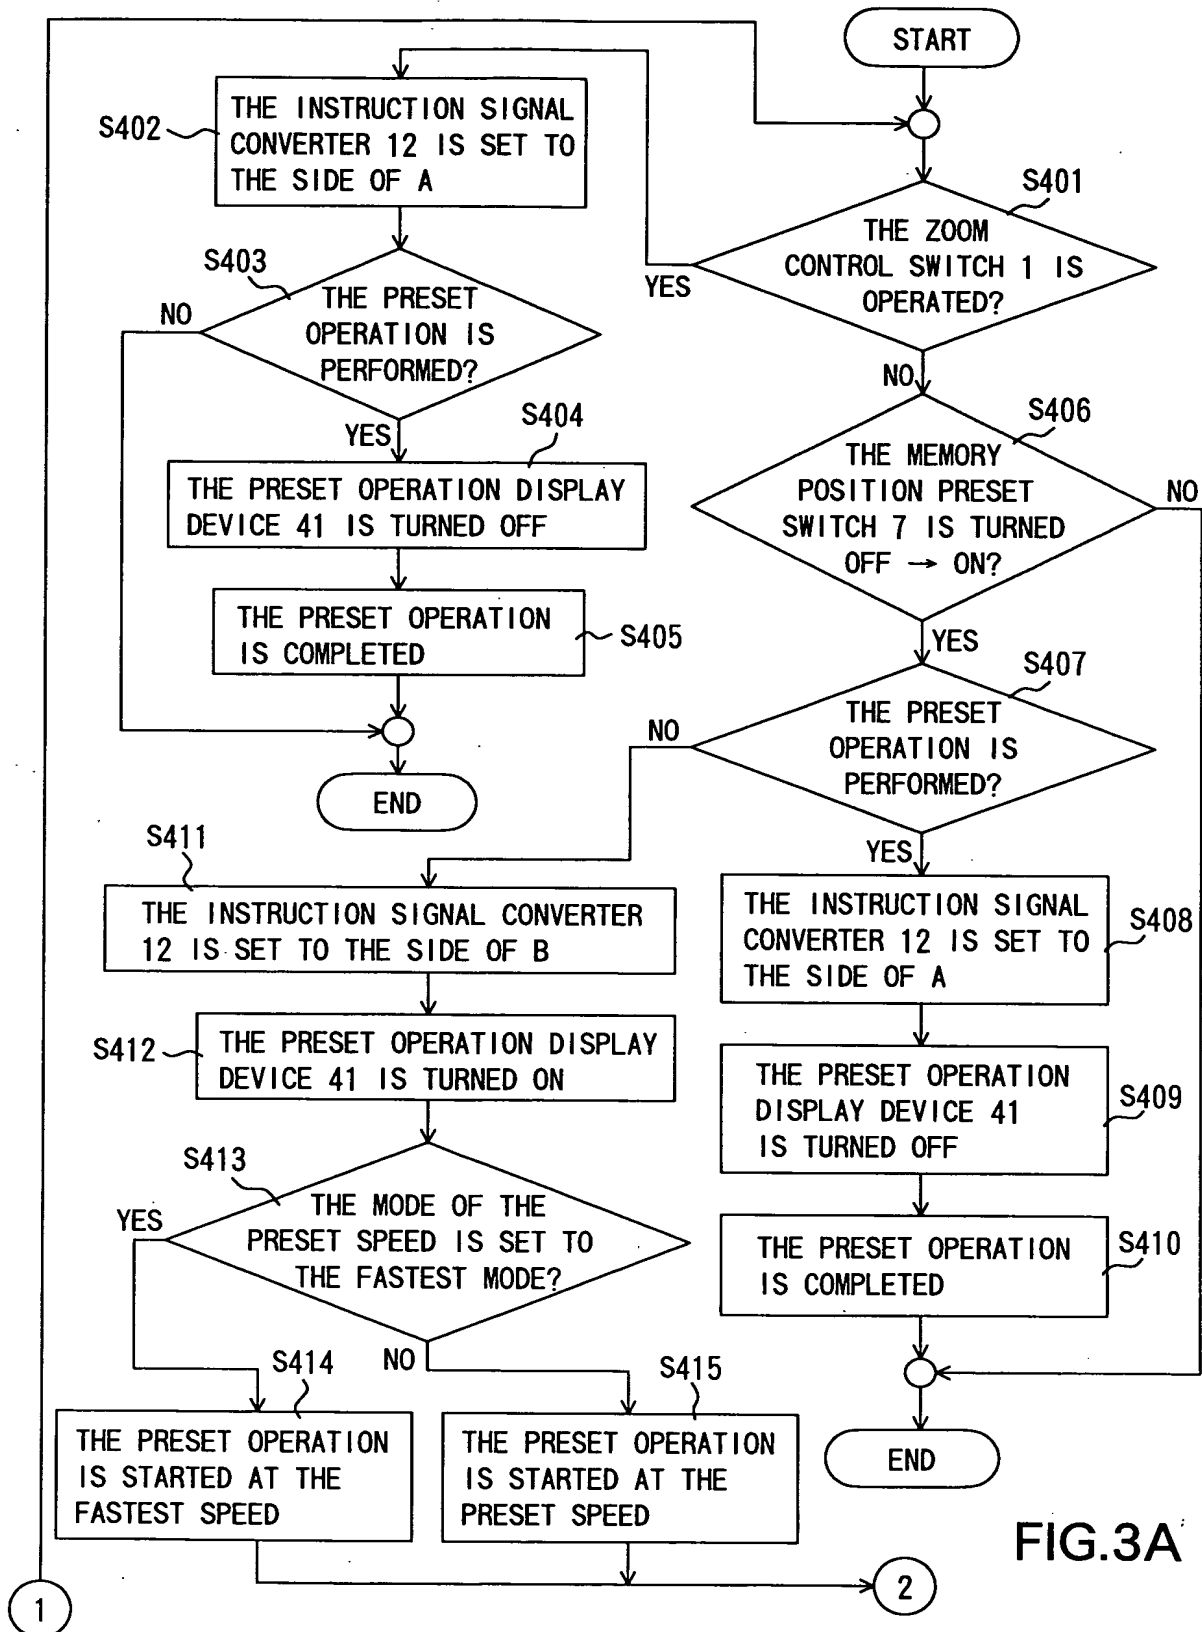 START
S401
THE ZOOM
CONTROL SWITCH 1 IS
OPERATED?
YES
NO
S402
THE INSTRUCTION SIGNAL
CONVERTER 12 IS SET TO
THE SIDE OF A
S403
THE PRESET
OPERATION IS
PERFORMED?
NO
YES
S404
THE PRESET OPERATION DISPLAY
DEVICE 41 IS TURNED OFF
THE PRESET OPERATION
IS COMPLETED
S405
END
S406
THE MEMORY
POSITION PRESET
SWITCH 7 IS TURNED
OFF → ON?
NO
YES
S407
THE PRESET
OPERATION IS
PERFORMED?
NO
YES
THE INSTRUCTION SIGNAL
CONVERTER 12 IS SET TO
THE SIDE OF A
S408
THE PRESET OPERATION
DISPLAY DEVICE 41
IS TURNED OFF
S409
THE PRESET OPERATION
IS COMPLETED
S410
END
S411
THE INSTRUCTION SIGNAL CONVERTER
12 IS SET TO THE SIDE OF B
S412
THE PRESET OPERATION DISPLAY
DEVICE 41 IS TURNED ON
S413
THE MODE OF THE
PRESET SPEED IS SET TO
THE FASTEST MODE?
YES
NO
S414
THE PRESET OPERATION
IS STARTED AT THE
FASTEST SPEED
S415
THE PRESET OPERATION
IS STARTED AT THE
PRESET SPEED
1
2
FIG.3A